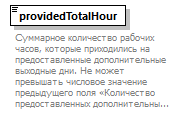 providedTotalHour
Суммарное количество рабочих
часов, которые приходились на
предоставленные дополнительные
выходные дни. Не может
превышать числовое значение
предыдущего поля «Количество
предоставленных дополнительны...